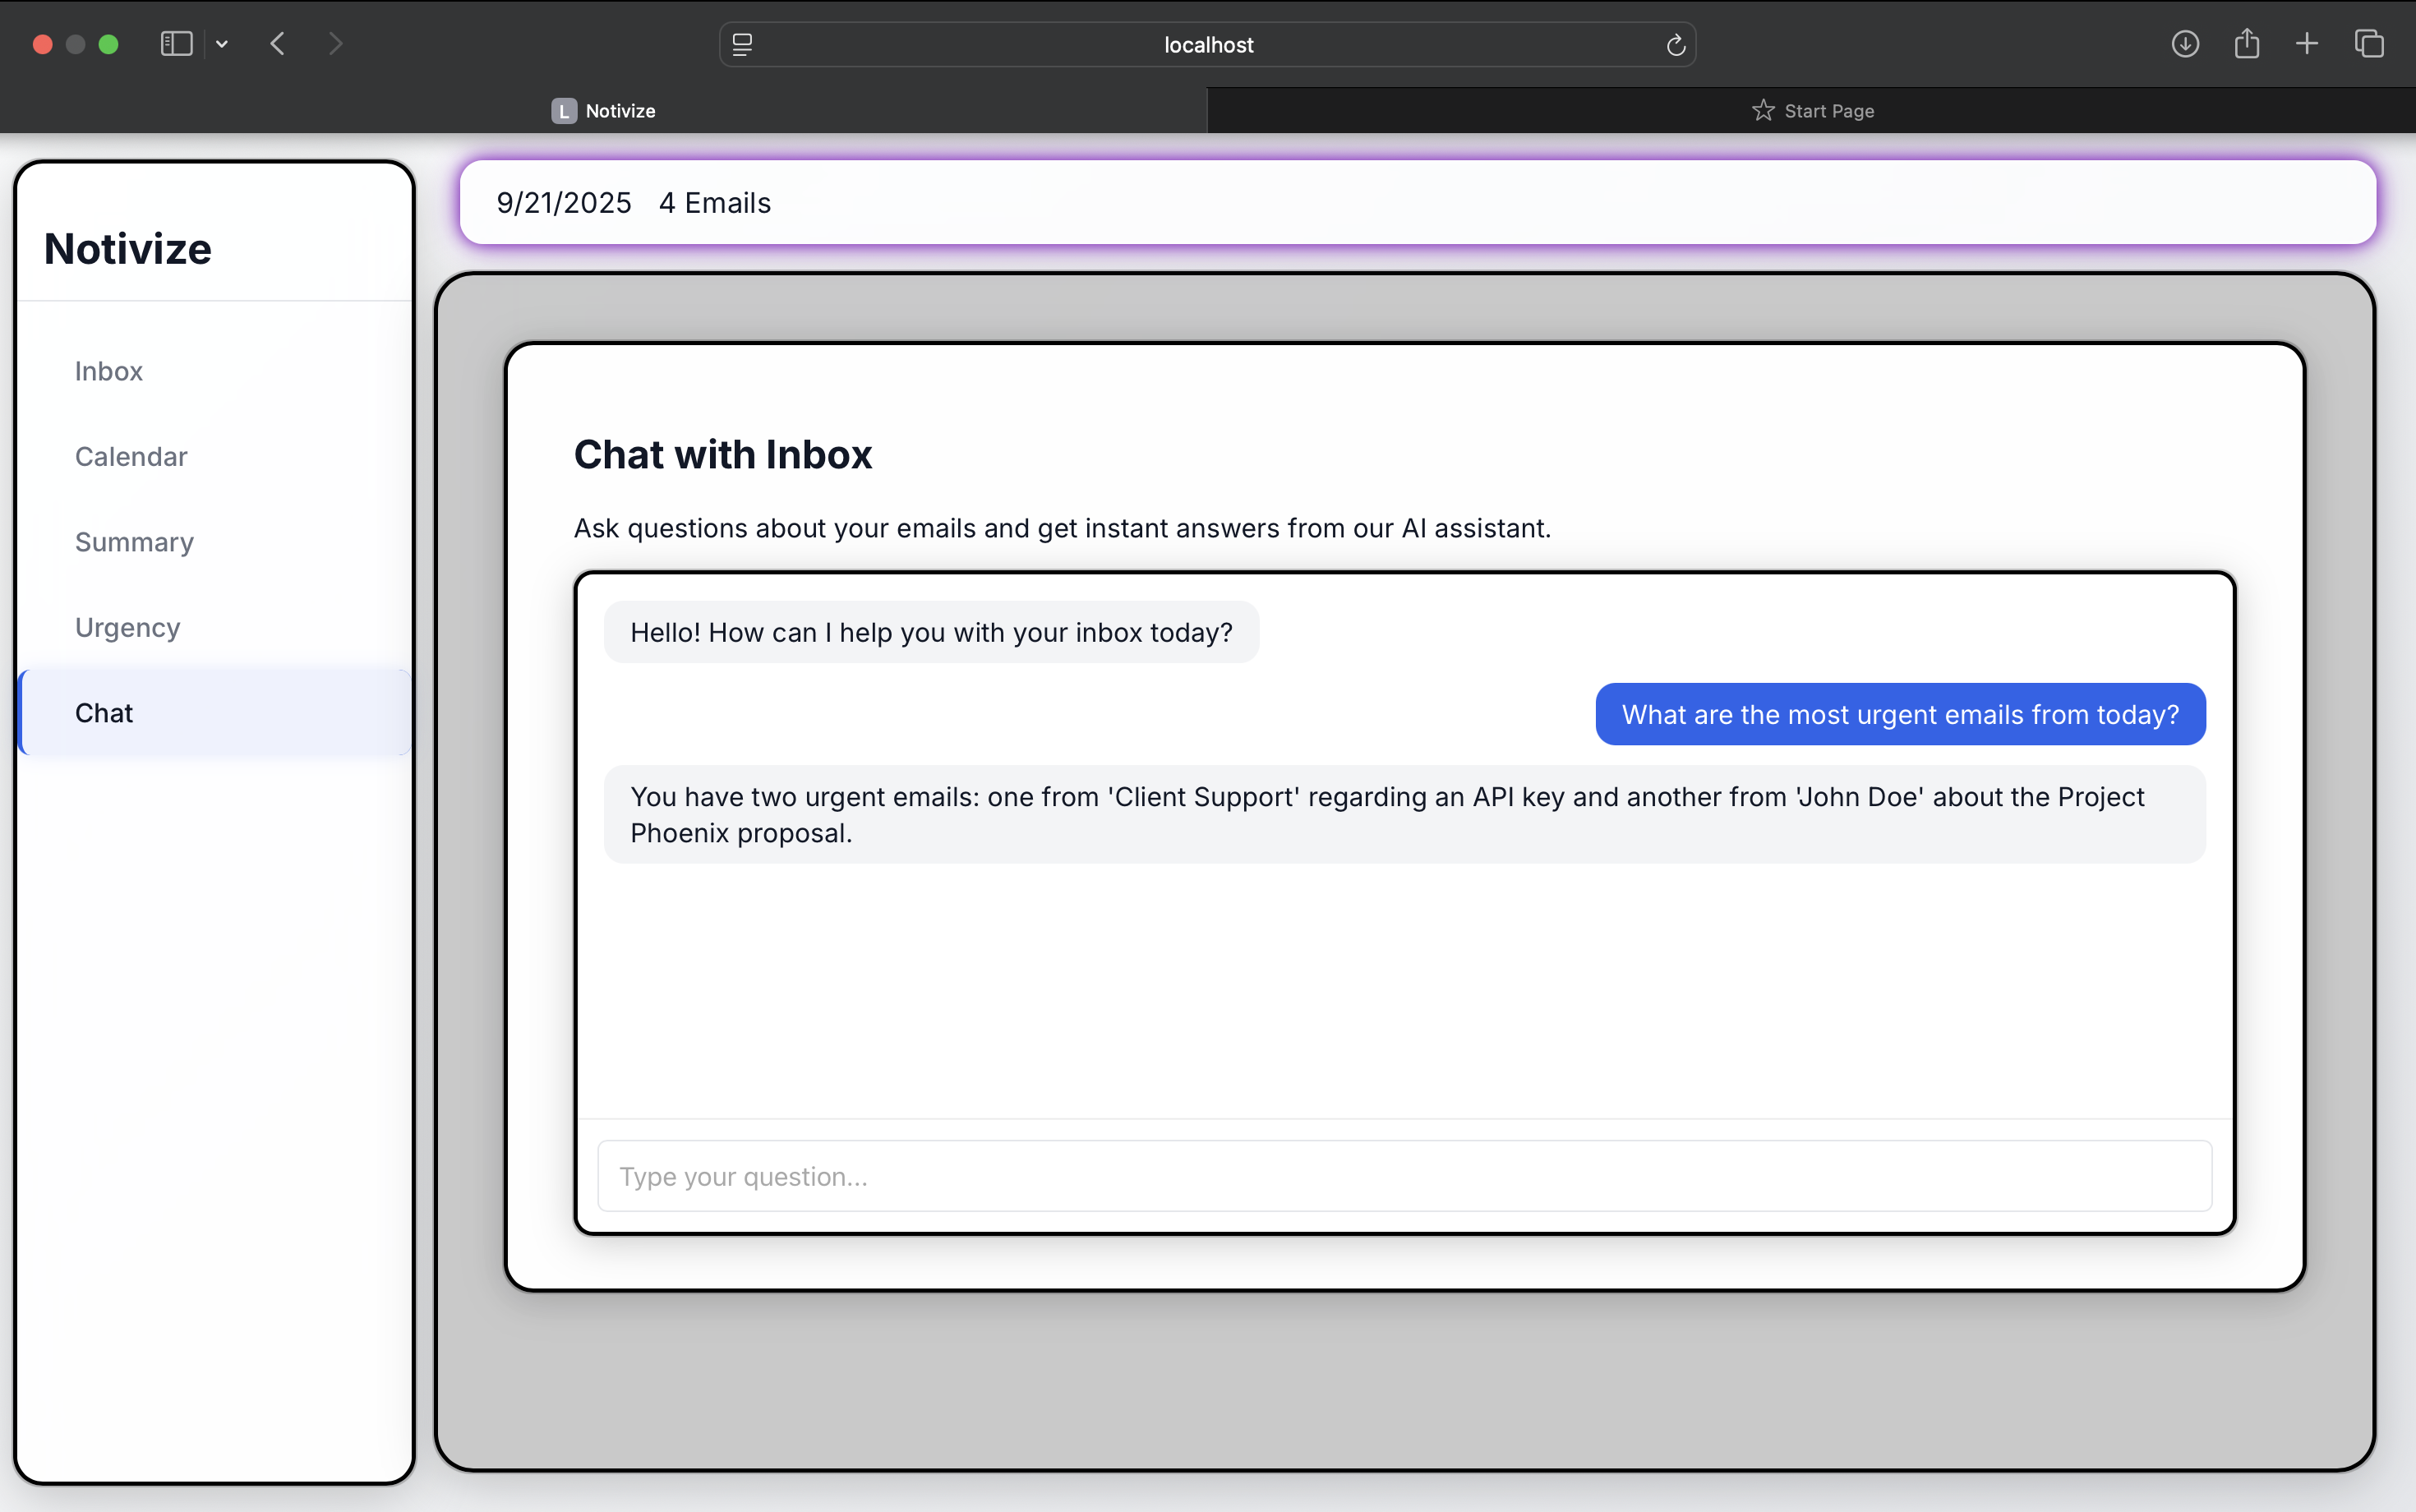 localhost
L Notivize
Start Page
Notivize
Inbox
Calendar
Summary
Urgency
Chat
9/21/2025 4 Emails
Chat with Inbox
Ask questions about your emails and get instant answers from our AI assistant.
Hello! How can I help you with your inbox today?
What are the most urgent emails from today?
You have two urgent emails: one from 'Client Support' regarding an API key and another from 'John Doe' about the Project
Phoenix proposal.
Type your question...